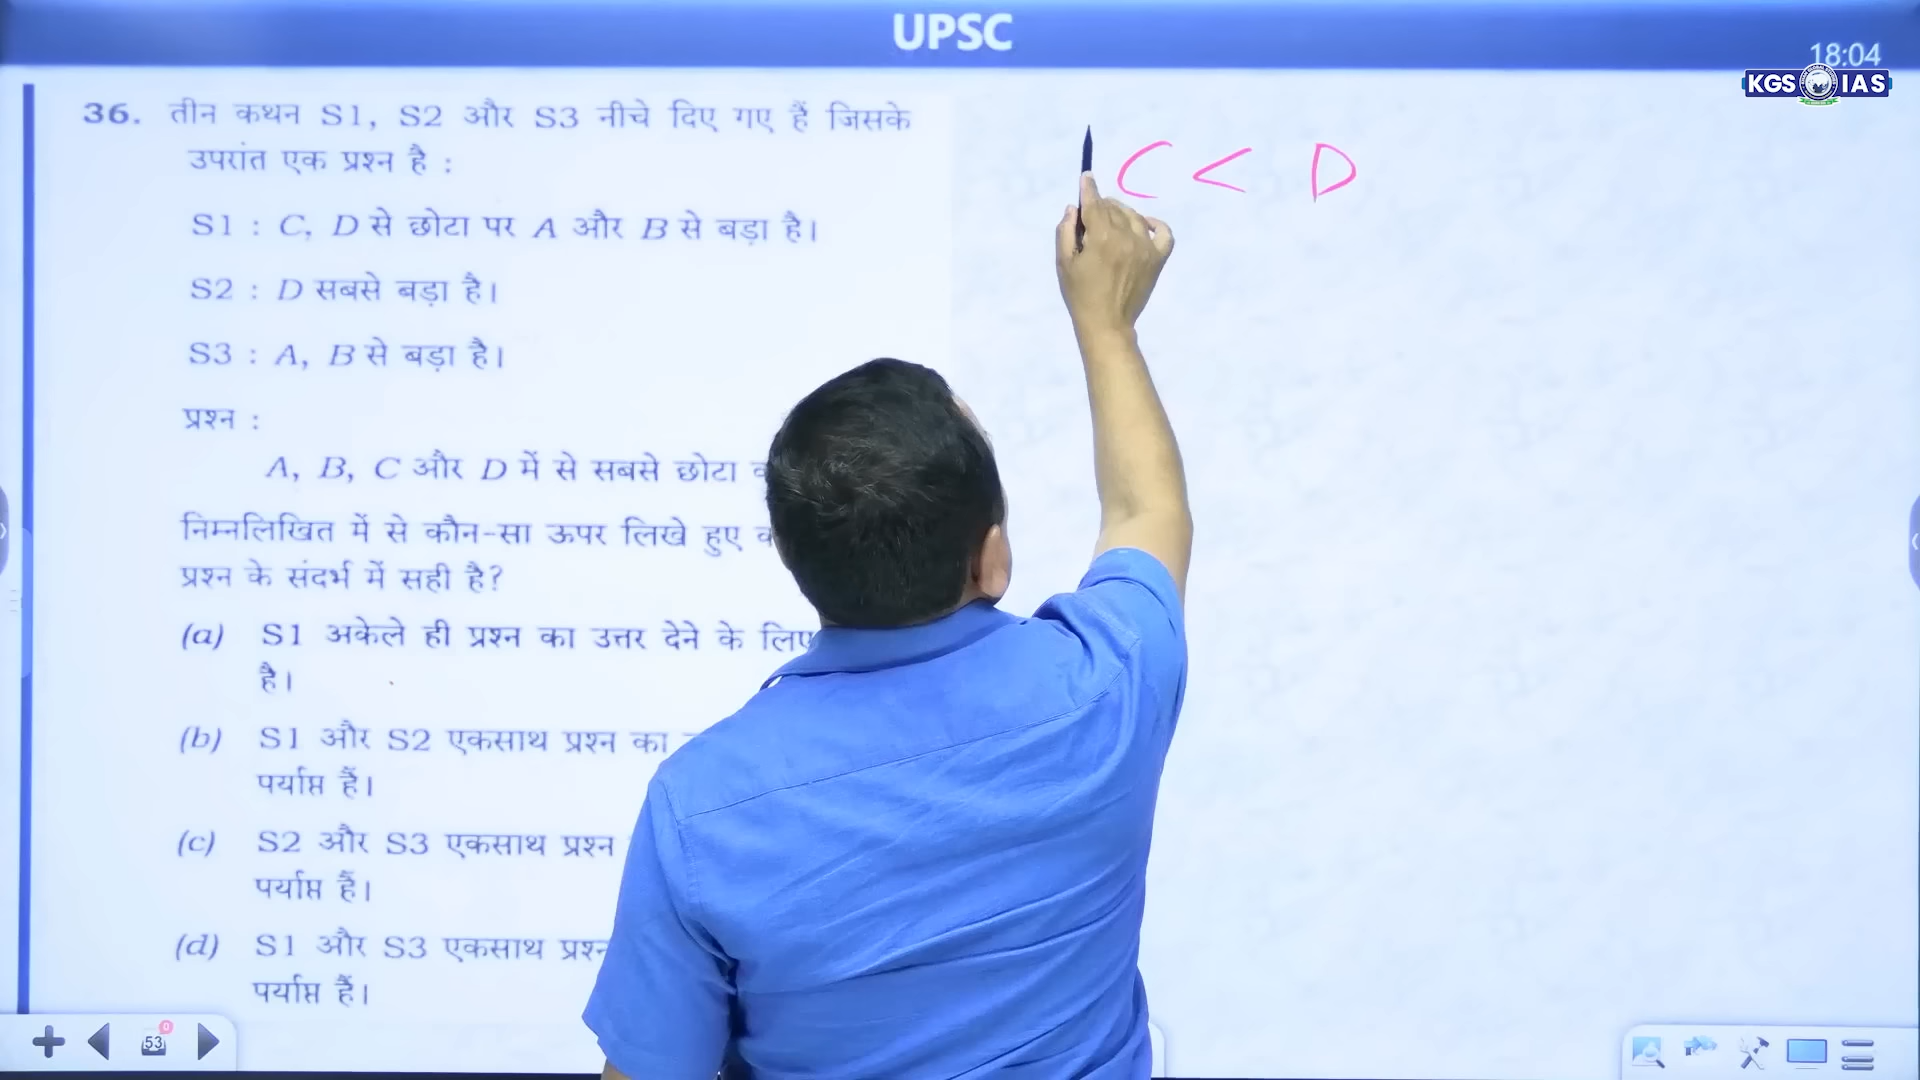 UPSC
18:04
KGS IAS
36. तीन कथन S1, S2 और S3 नीचे दिए गए हैं जिसके
उपरांत एक प्रश्न है :
C < D
S1 : C, D से छोटा पर A और B से बड़ा है।
S2 : D सबसे बड़ा है।
S3 : A, B से बड़ा है।
प्रश्न :
A, B, C और D में से सबसे छोटा
निम्नलिखित में से कौन-सा ऊपर लिखे हुए
प्रश्न के संदर्भ में सही है?
(a) S1 अकेले ही प्रश्न का उत्तर देने के लिए
है।
(b) S1 और S2 एकसाथ प्रश्न का
पर्याप्त हैं।
(c) S2 और S3 एकसाथ प्रश्न
पर्याप्त हैं।
(d) S1 और S3 एकसाथ प्रश्न
पर्याप्त हैं।
53
0